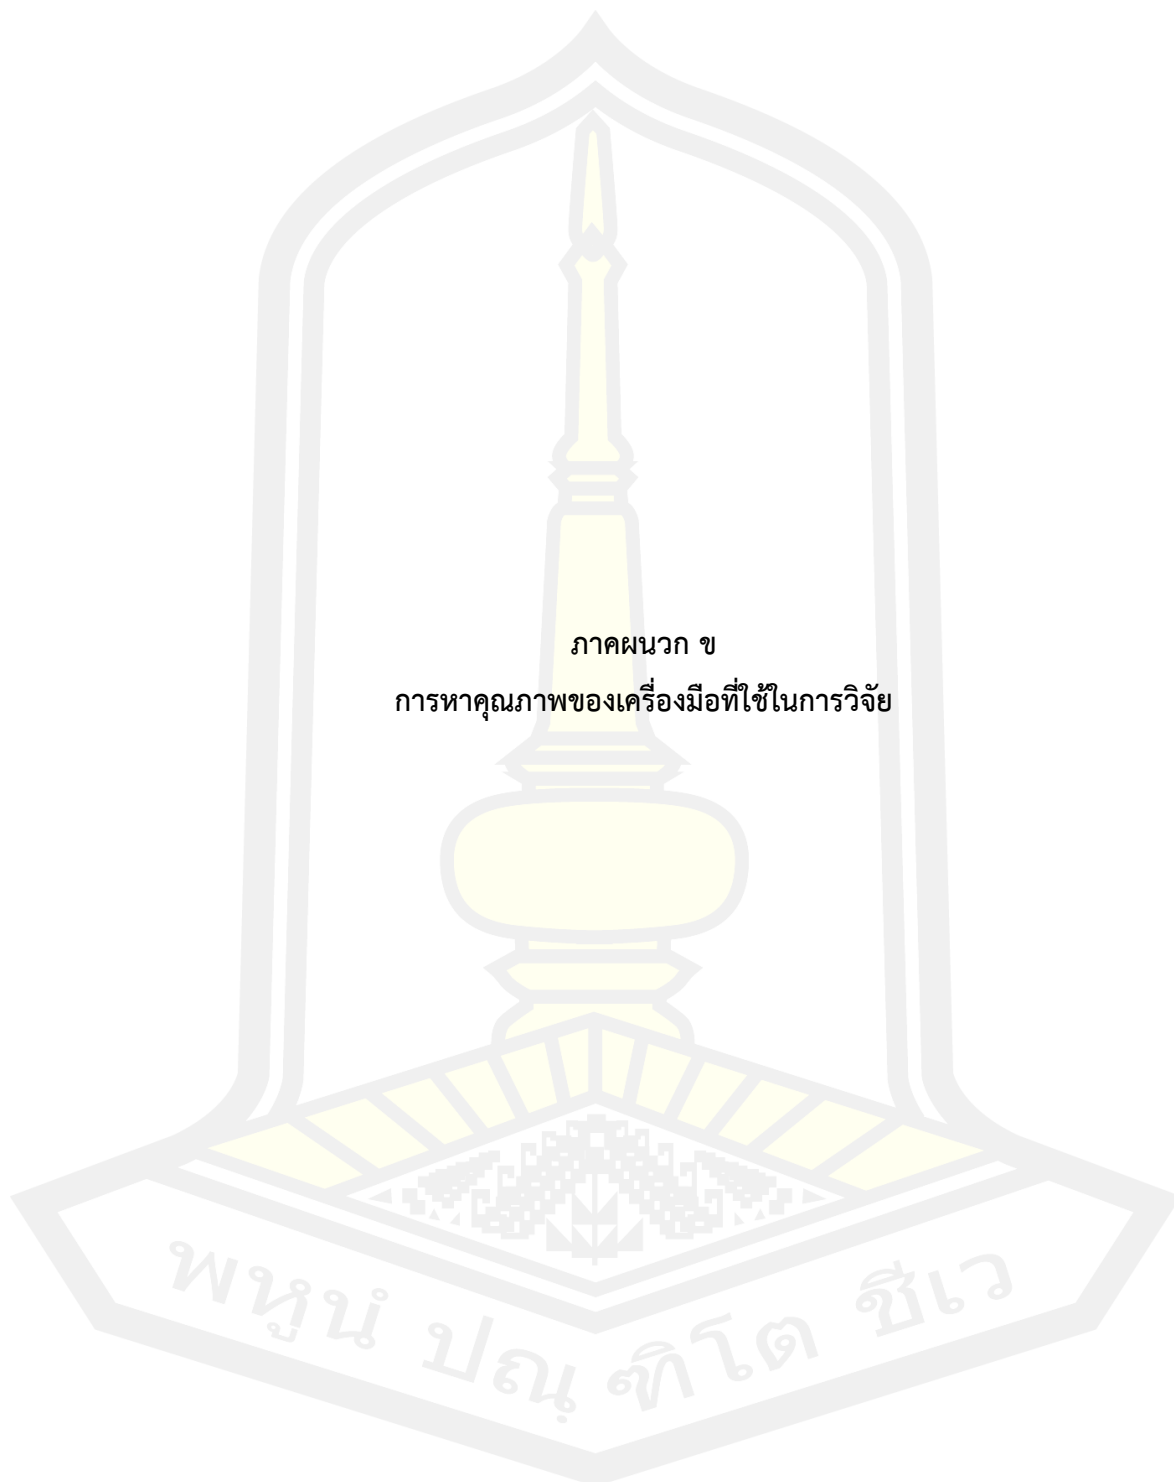 ภาคผนวก ข
การหาคุณภาพของเครื่องมือที่ใช้ในการวิจัย
พหูนํ ปณฺฑิโต ชีเว